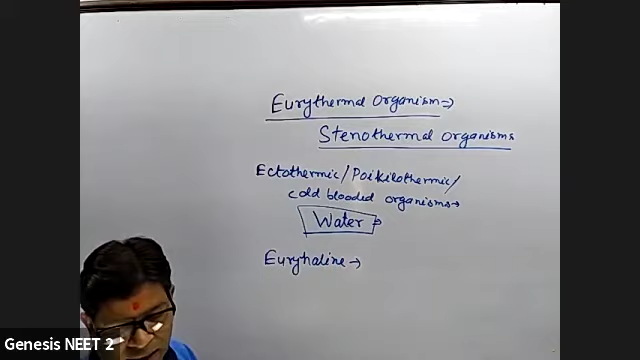 Eurythermal Organism⇒
Stenothermal organisms
Ectothermic/Poikilothermic/
cold blooded organisms→
Water
Euryhaline→
Genesis NEET 2